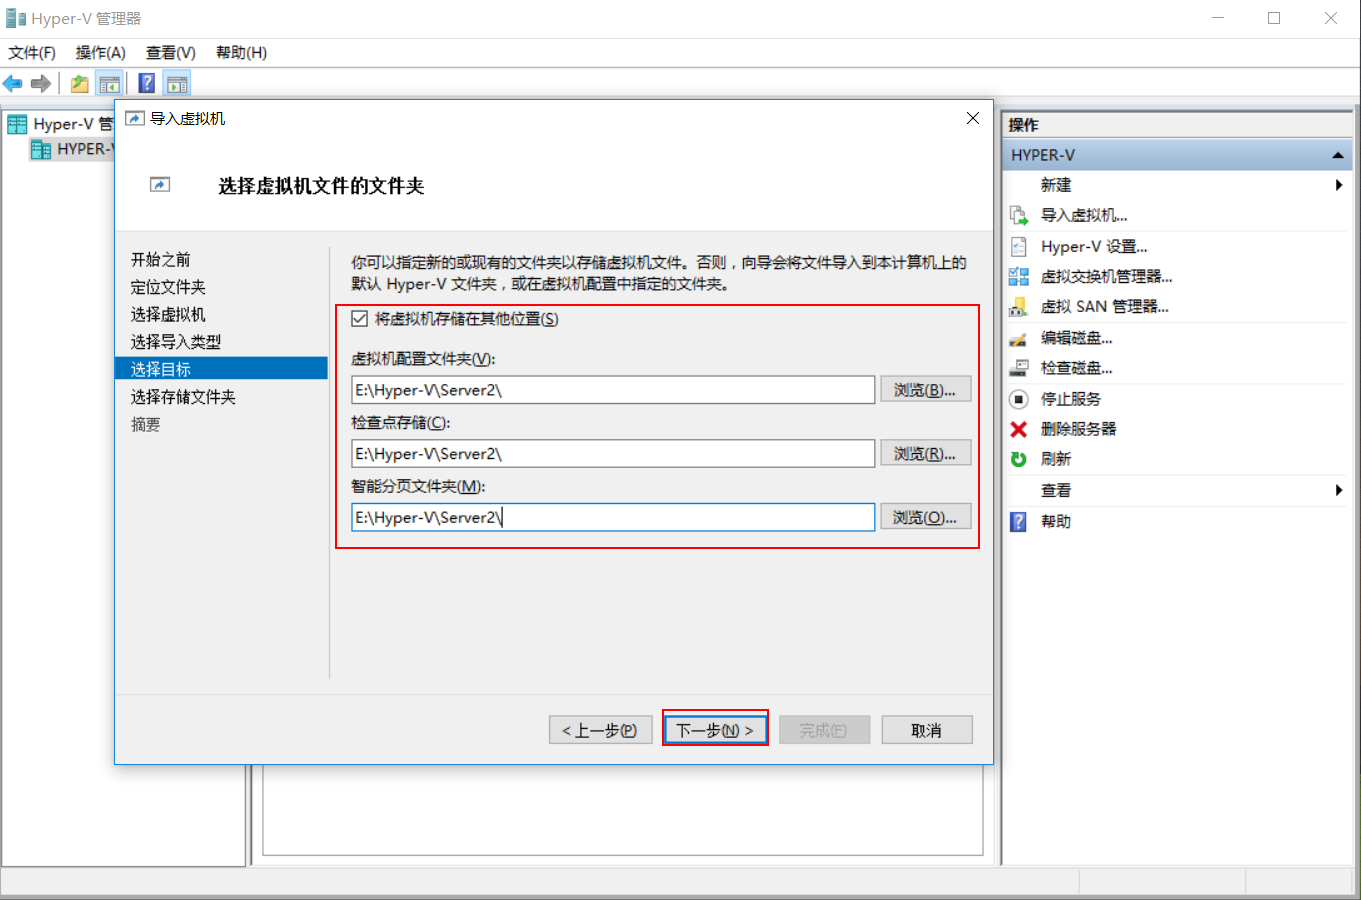 Hyper-V 管理器
文件(F) 操作(A) 查看(V) 帮助(H)
Hyper-V 管
HYPER-V
导入虚拟机
选择虚拟机文件的文件夹
开始之前
定位文件夹
选择虚拟机
选择导入类型
选择目标
选择存储文件夹
摘要
你可以指定新的或现有的文件夹以存储虚拟机文件。否则，向导会将文件导入到本计算机上的
默认 Hyper-V 文件夹，或在虚拟机配置中指定的文件夹。
将虚拟机存储在其他位置(S)
虚拟机配置文件夹(V):
E:\Hyper-V\Server2\ 浏览(B)...
检查点存储(C):
E:\Hyper-V\Server2\ 浏览(R)...
智能分页文件夹(M):
E:\Hyper-V\Server2\ 浏览(O)...
< 上一步(P) 下一步(N) > 完成(F) 取消
操作
HYPER-V
新建
导入虚拟机...
Hyper-V 设置...
虚拟交换机管理器...
虚拟 SAN 管理器...
编辑磁盘...
检查磁盘...
停止服务
删除服务器
刷新
查看
帮助